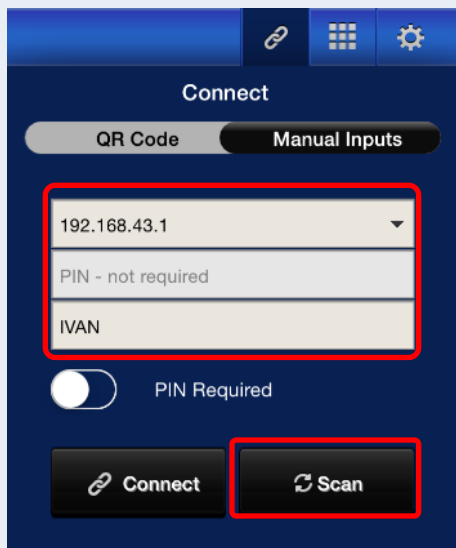 Connect
QR Code Manual Inputs
192.168.43.1
PIN - not required
IVAN
PIN Required
Connect Scan